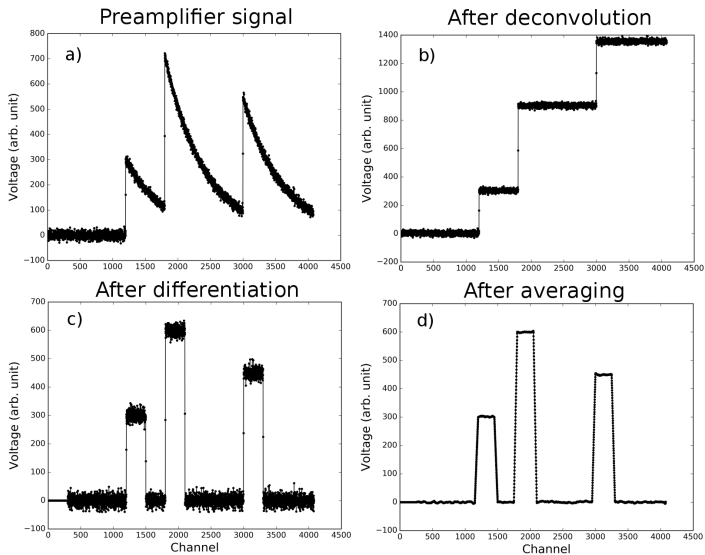 Preamplifier signal
a)
Voltage (arb. unit)
800
700
600
500
400
300
200
100
0
−100
0 500 1000 1500 2000 2500 3000 3500 4000 4500
After deconvolution
b)
Voltage (arb. unit)
1400
1200
1000
800
600
400
200
0
−200
0 500 1000 1500 2000 2500 3000 3500 4000 4500
After differentiation
c)
Voltage (arb. unit)
700
600
500
400
300
200
100
0
−100
0 500 1000 1500 2000 2500 3000 3500 4000 4500
Channel
After averaging
d)
Voltage (arb. unit)
700
600
500
400
300
200
100
0
−100
0 500 1000 1500 2000 2500 3000 3500 4000 4500
Channel